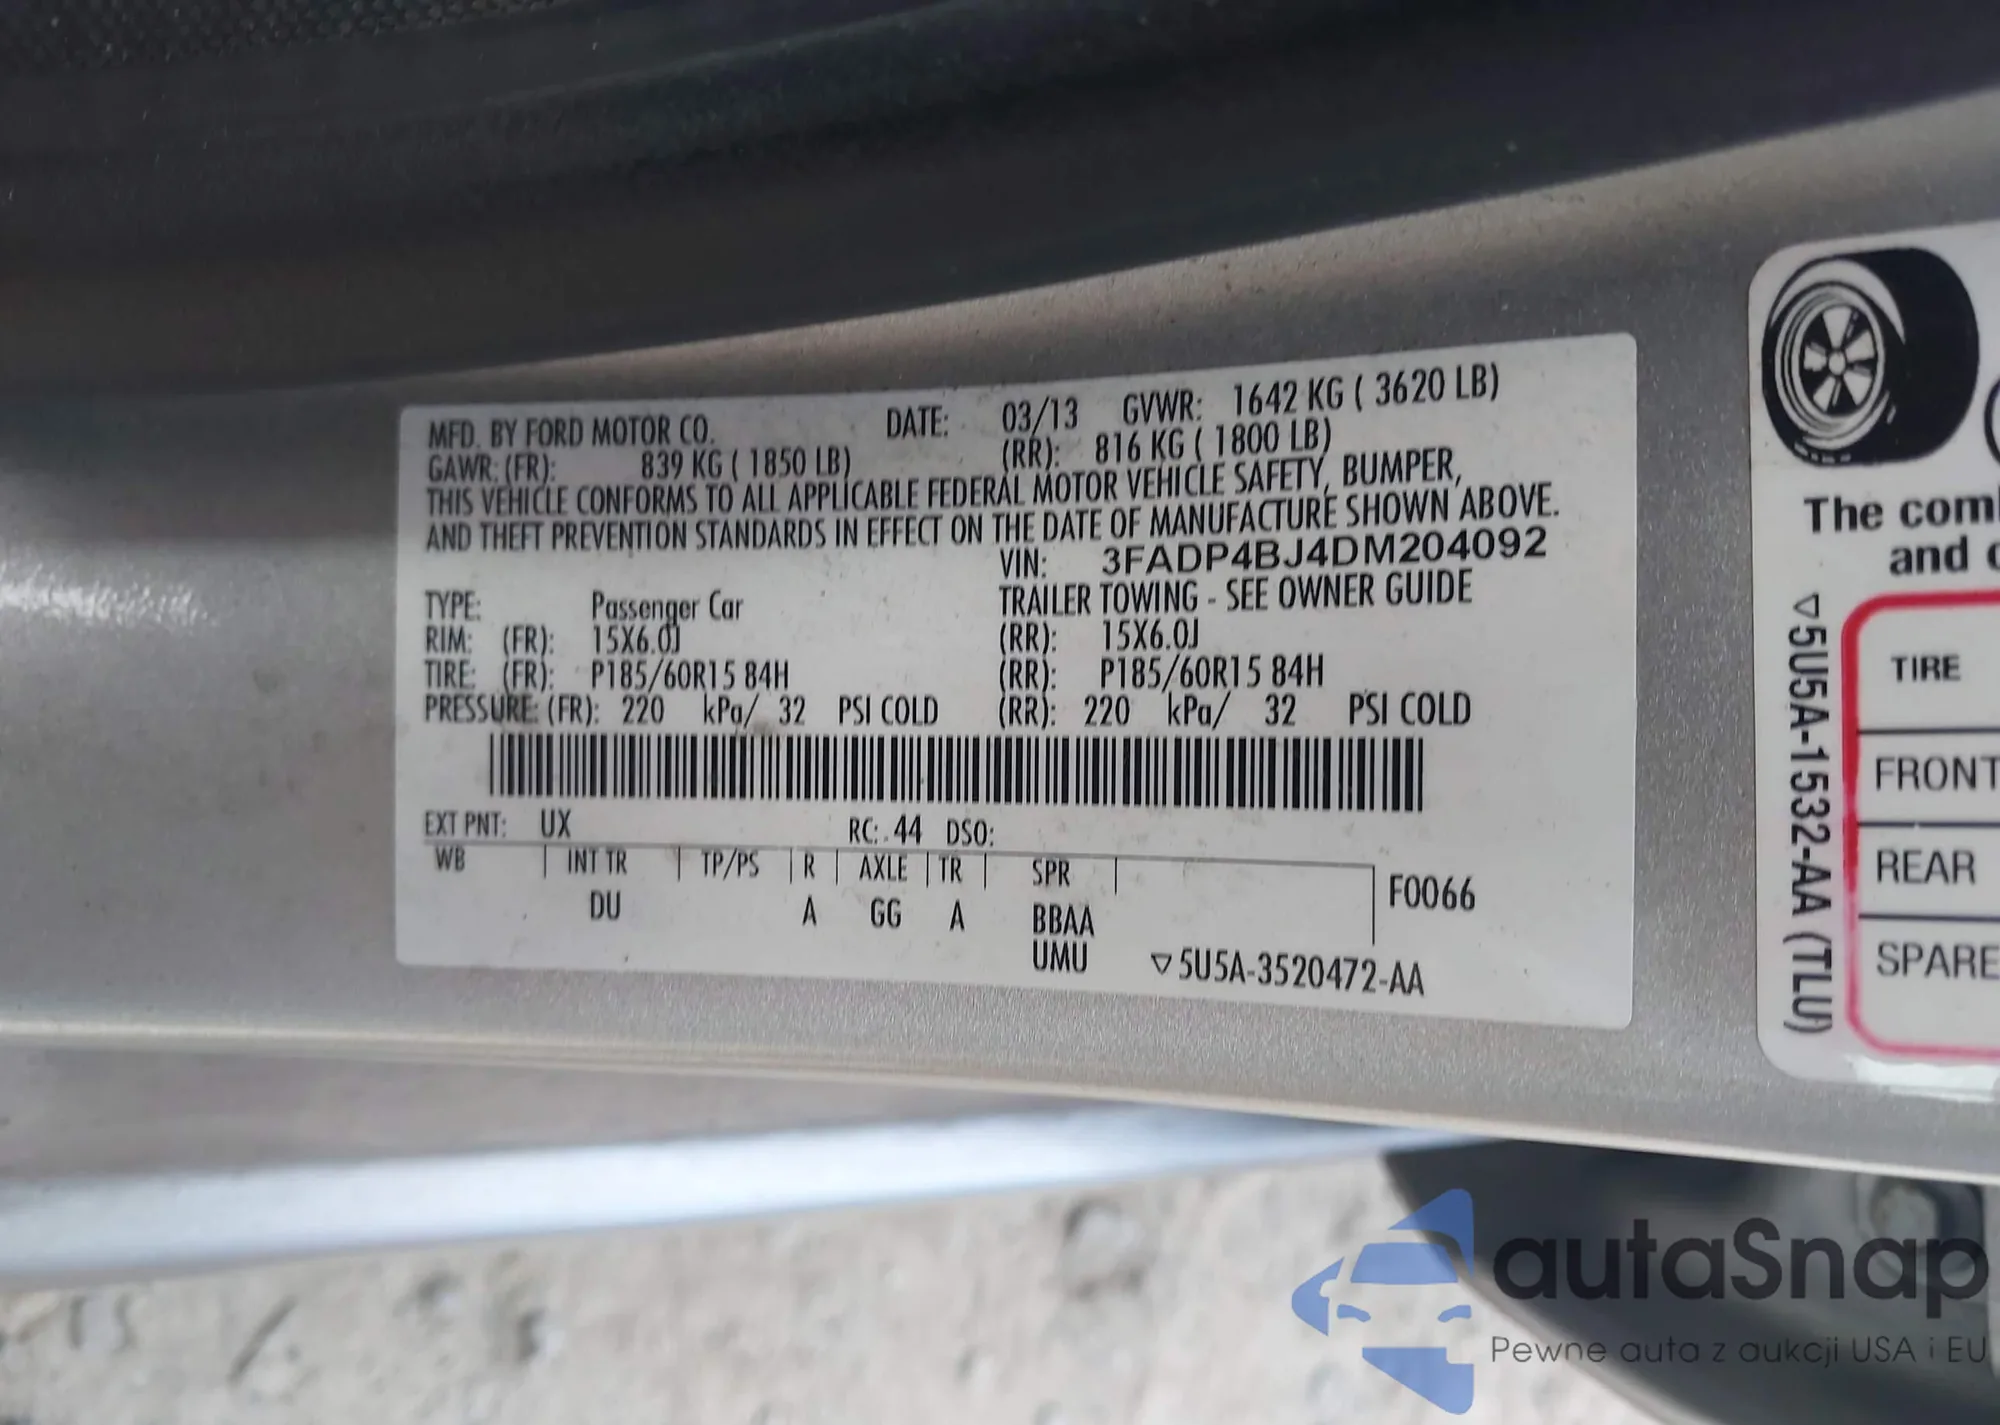 MFD. BY FORD MOTOR CO. DATE: 03/13 GVWR: 1642 KG ( 3620 LB)
GAWR: (FR): 839 KG ( 1850 LB) (RR): 816 KG ( 1800 LB)
THIS VEHICLE CONFORMS TO ALL APPLICABLE FEDERAL MOTOR VEHICLE SAFETY, BUMPER,
AND THEFT PREVENTION STANDARDS IN EFFECT ON THE DATE OF MANUFACTURE SHOWN ABOVE.
VIN: 3FADP4BJ4DM204092
TYPE: Passenger Car TRAILER TOWING - SEE OWNER GUIDE
RIM: (FR): 15X6.0J (RR): 15X6.0J
TIRE: (FR): P185/60R15 84H (RR): P185/60R15 84H
PRESSURE: (FR): 220 kPa/ 32 PSI COLD (RR): 220 kPa/ 32 PSI COLD
EXT PNT: UX RC: 44 DSO:
WB | INT TR | TP/PS | R | AXLE | TR | SPR |
DU A GG A BBAA
UMU
F0066
▽5U5A-3520472-AA
The com
and
▽5U5A-1532-AA (TLU)
TIRE
FRONT
REAR
SPARE
autaSnap
Pewne auta z aukcji USA i EU